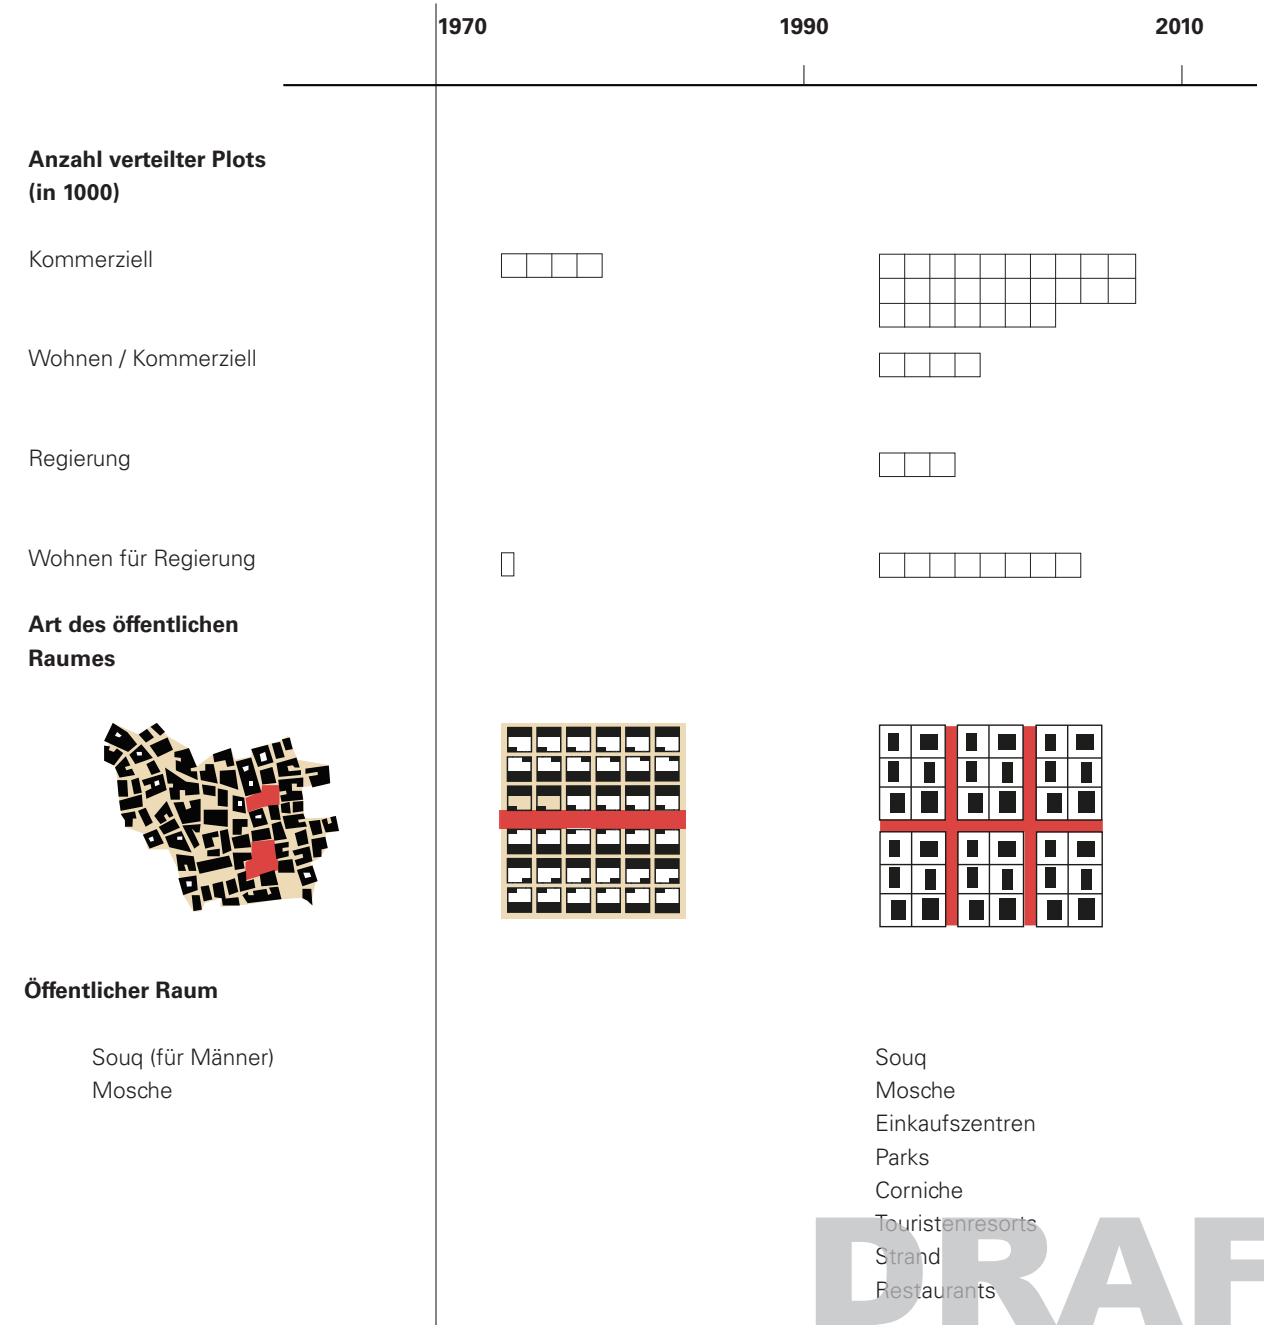 1970 1990 2010
Anzahl verteilter Plots
(in 1000)
Kommerziell
Wohnen / Kommerziell
Regierung
Wohnen für Regierung
Art des öffentlichen
Raumes
Öffentlicher Raum
Souq (für Männer)
Mosche
Souq
Mosche
Einkaufszentren
Parks
Corniche
Touristenresorts
Strand
Restaurants
DRAF